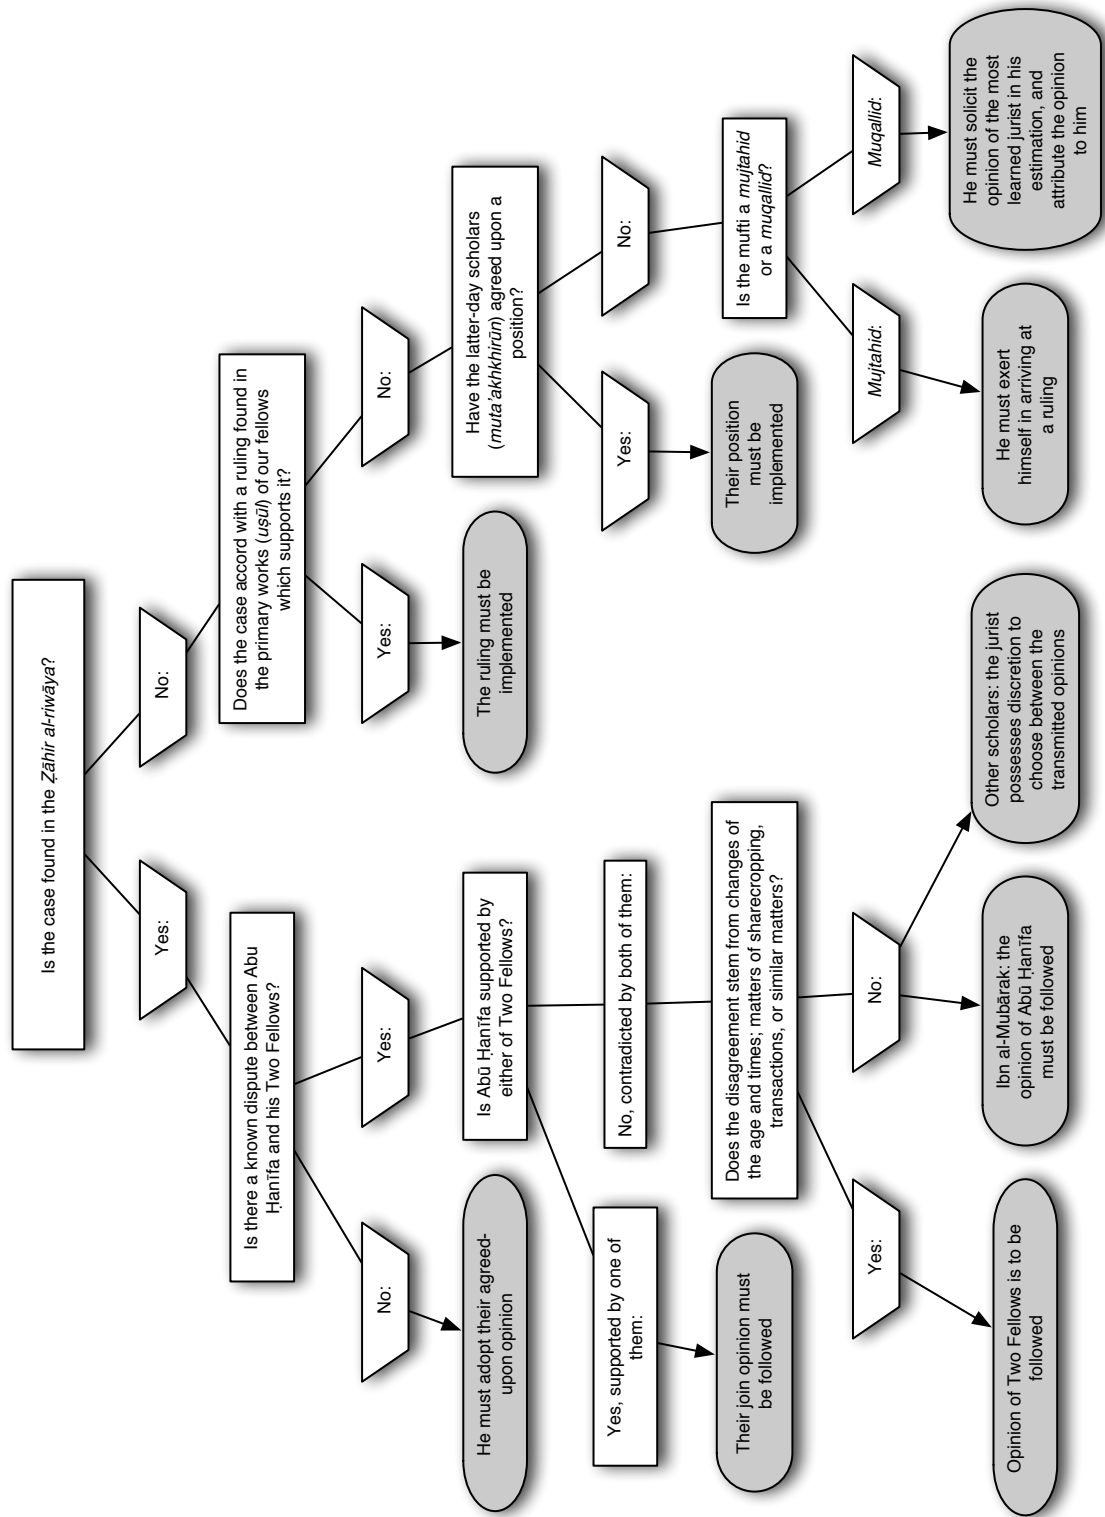 Is the case found in the Ẓāhir al-riwāya?
Yes:
No:
Is there a known dispute between Abu
Ḥanīfa and his Two Fellows?
Does the case accord with a ruling found in
the primary works (uṣūl) of our fellows
which supports it?
No:
Yes:
Yes:
No:
He must adopt their agreed-
upon opinion
Is Abū Ḥanīfa supported by
either of Two Fellows?
The ruling must be
implemented
Have the latter-day scholars
(muta'akhkhirūn) agreed upon a
position?
Yes, supported by one of
them:
No, contradicted by both of them:
Yes:
No:
Their join opinion must
be followed
Does the disagreement stem from changes of
the age and times; matters of sharecropping,
transactions, or similar matters?
Their position
must be
implemented
Is the mufti a mujtahid
or a muqallid?
Yes:
No:
Mujtahid:
Muqallid:
Opinion of Two Fellows is to be
followed
Ibn al-Mubārak: the
opinion of Abū Ḥanīfa
must be followed
Other scholars: the jurist
possesses discretion to
choose between the
transmitted opinions
He must exert
himself in arriving at
a ruling
He must solicit the
opinion of the most
learned jurist in his
estimation, and
attribute the opinion
to him